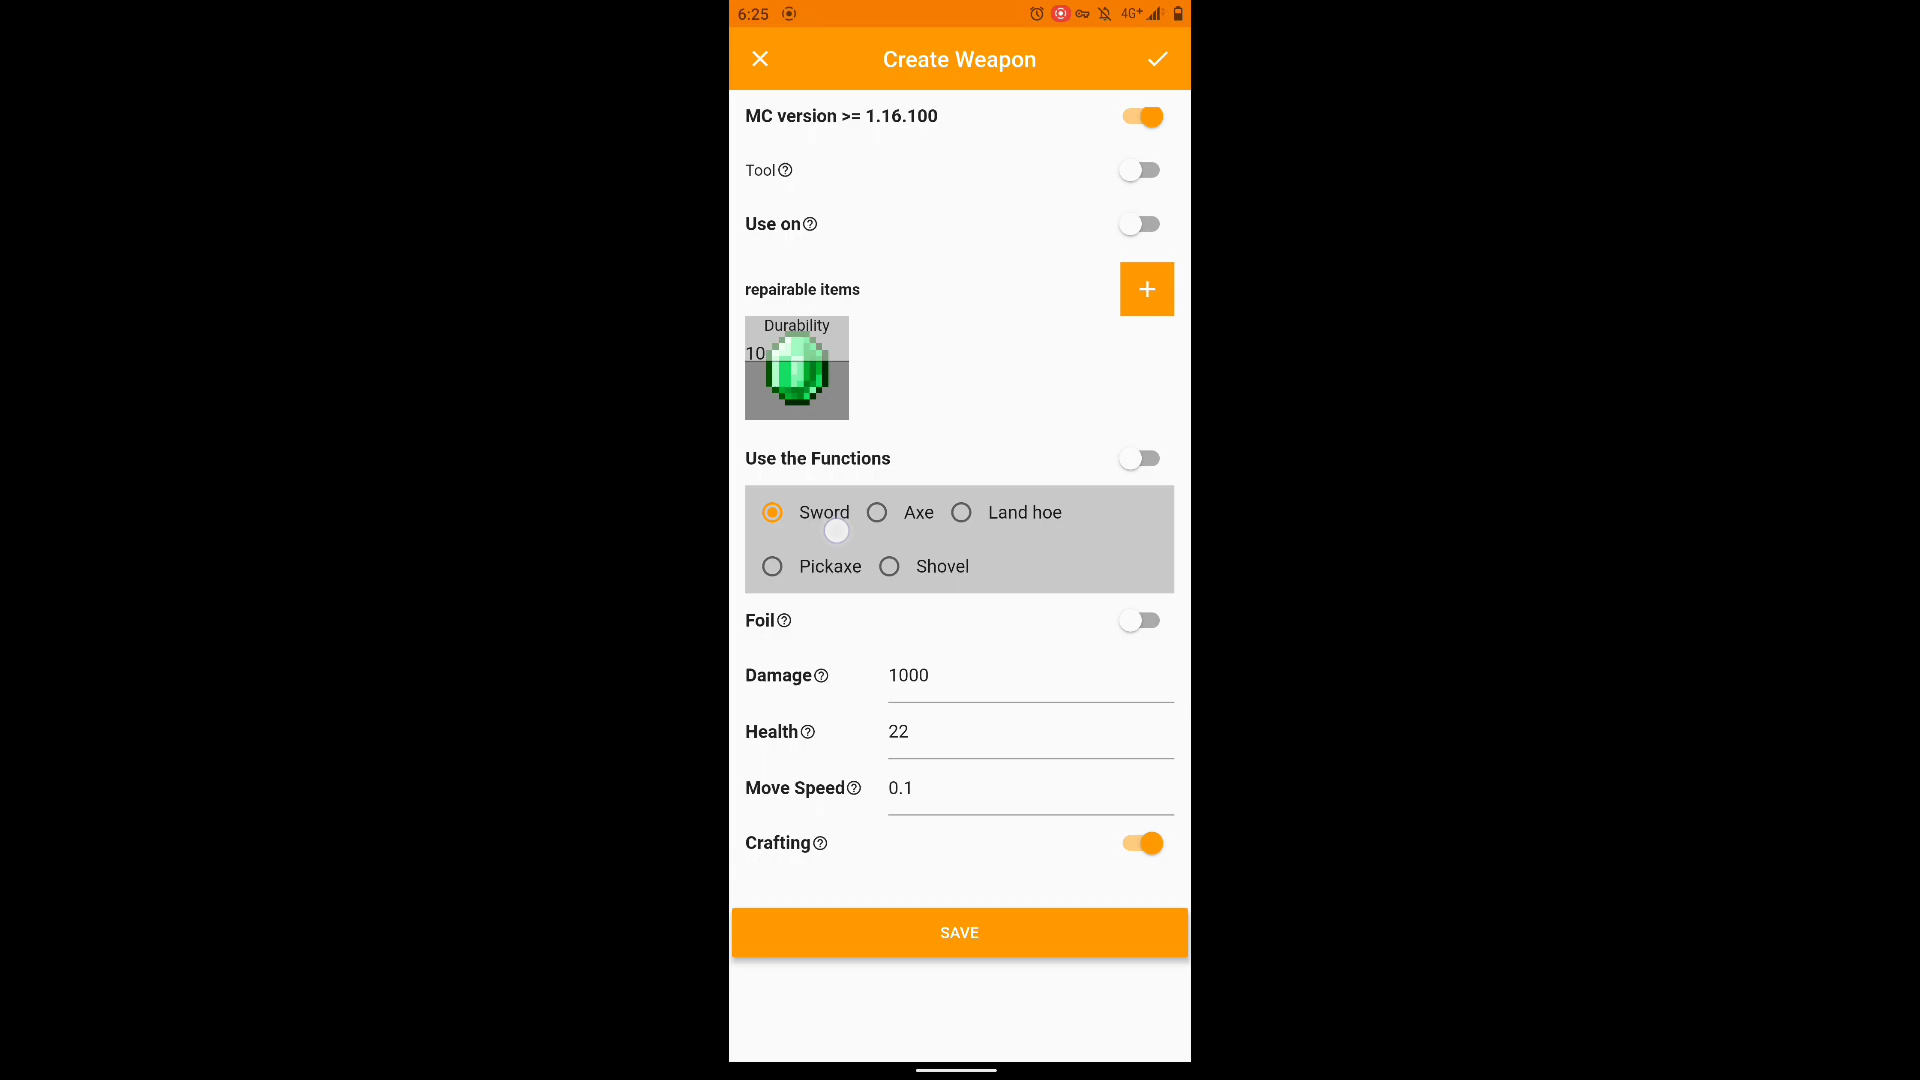 6:25
4G+
Create Weapon
MC version >= 1.16.100
Tool
Use on
repairable items
Durability
10
Use the Functions
Sword Axe Land hoe
Pickaxe Shovel
Foil
Damage 1000
Health 22
Move Speed 0.1
Crafting
SAVE